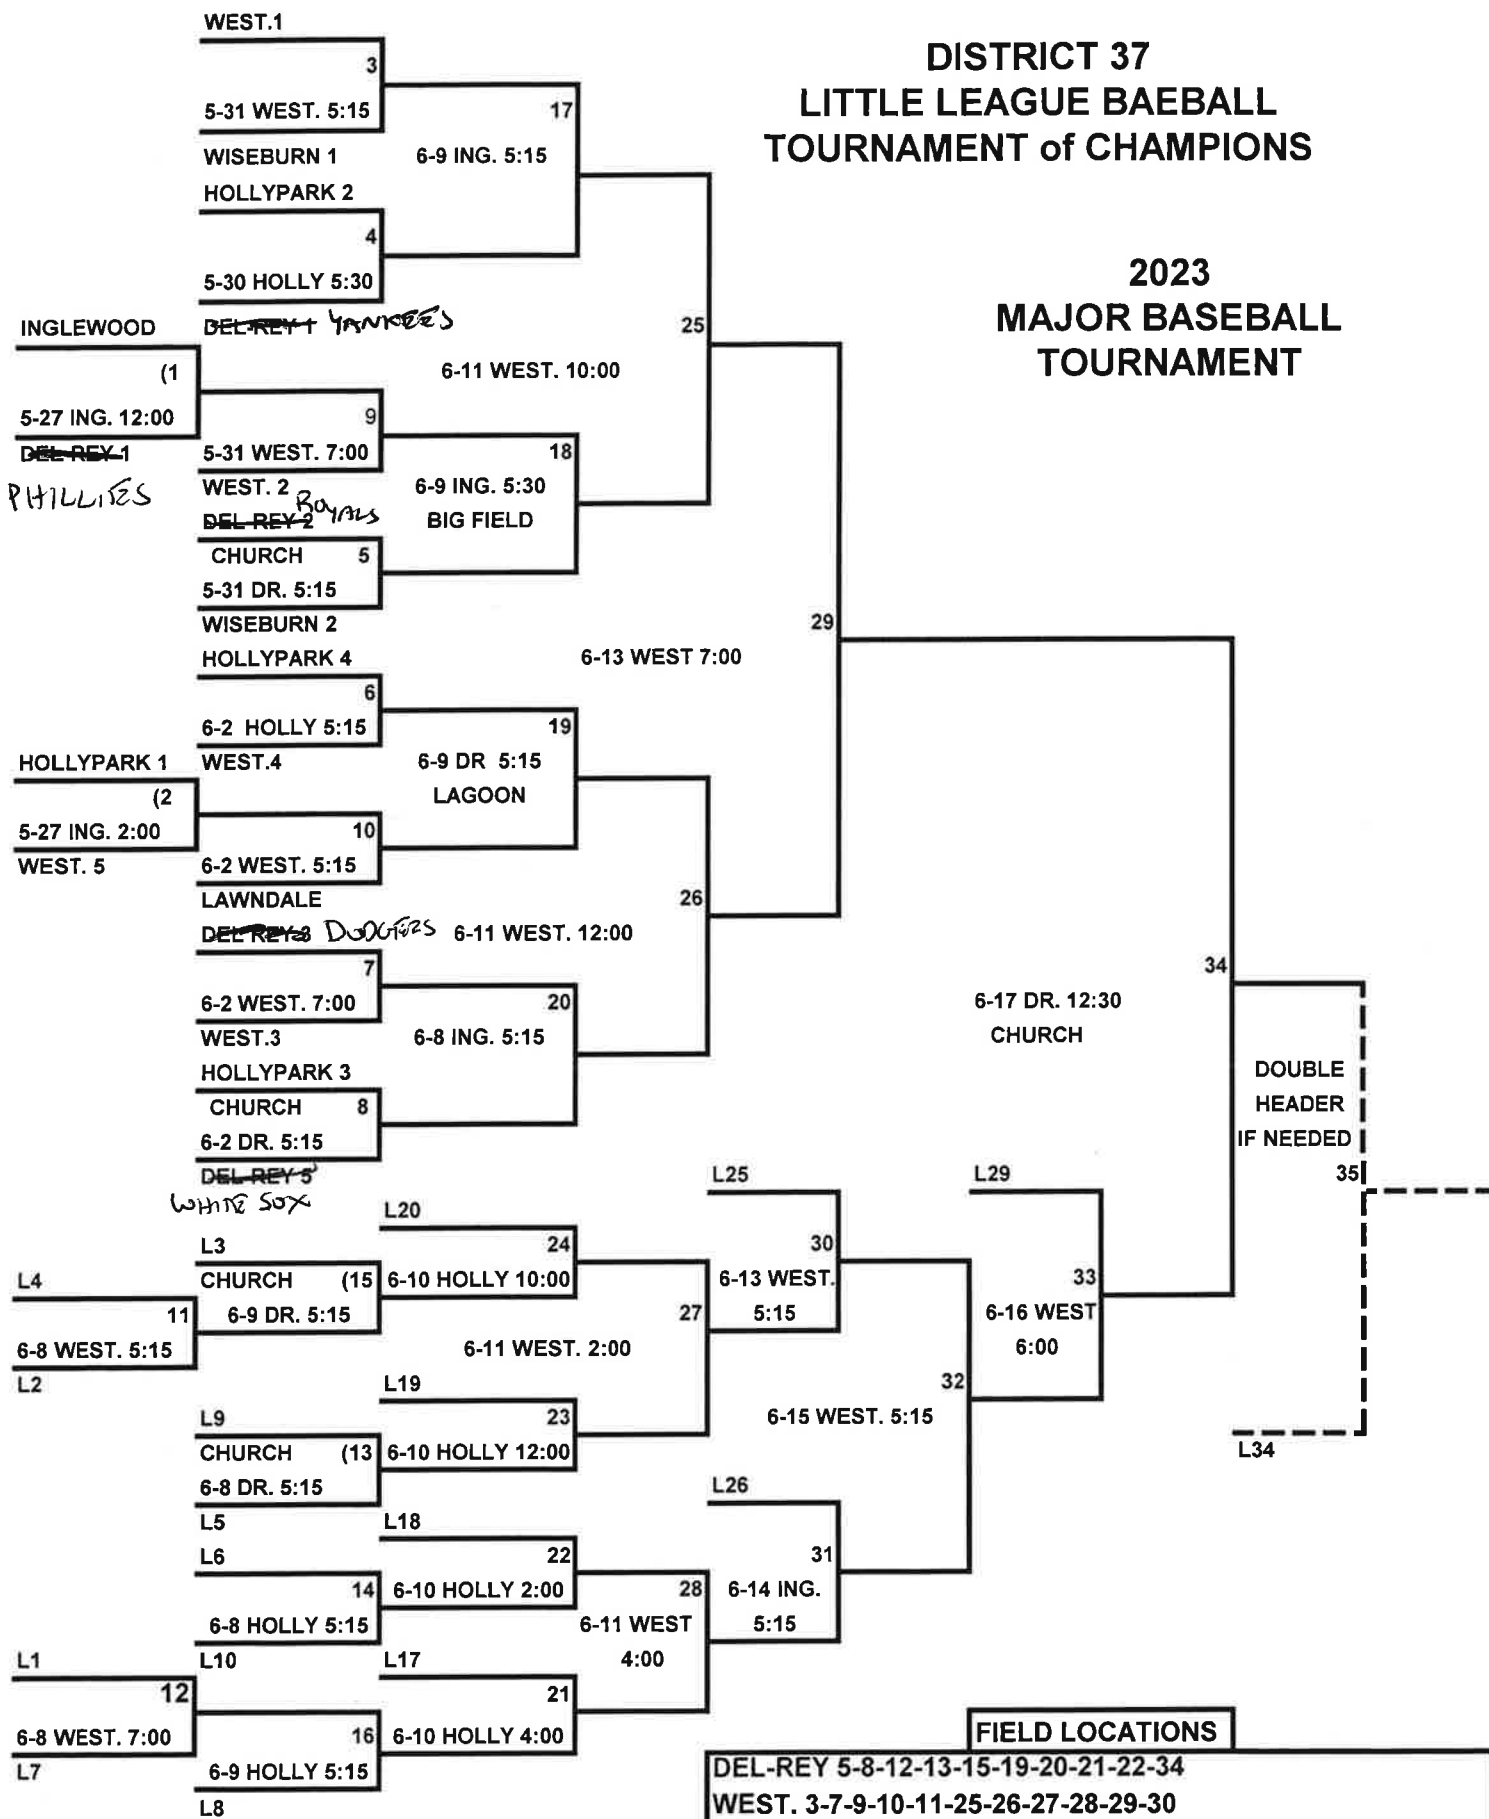 DISTRICT 37
LITTLE LEAGUE BAEBALL
TOURNAMENT of CHAMPIONS
2023
MAJOR BASEBALL
TOURNAMENT
WEST.1
3
5-31 WEST. 5:15
WISEBURN 1
17
6-9 ING. 5:15
HOLLYPARK 2
4
5-30 HOLLY 5:30
DEL-REY 1 YANKEES
INGLEWOOD
(1
5-27 ING. 12:00
DEL-REY 1
PHILLIES
25
6-11 WEST. 10:00
9
5-31 WEST. 7:00
WEST. 2
18
6-9 ING. 5:30
BIG FIELD
DEL-REY 2 ROYALS
CHURCH 5
5-31 DR. 5:15
WISEBURN 2
29
6-13 WEST 7:00
HOLLYPARK 4
6
6-2 HOLLY 5:15
WEST.4
19
6-9 DR 5:15
LAGOON
HOLLYPARK 1
(2
5-27 ING. 2:00
WEST. 5
10
6-2 WEST. 5:15
LAWNDALE
26
6-11 WEST. 12:00
DEL-REY 3 DODGERS
7
6-2 WEST. 7:00
WEST.3
20
6-8 ING. 5:15
HOLLYPARK 3
CHURCH 8
6-2 DR. 5:15
DEL-REY 5
WHITE SOX
34
6-17 DR. 12:30
CHURCH
DOUBLE
HEADER
IF NEEDED
35
L25
L29
L20
24
6-10 HOLLY 10:00
L3
CHURCH (15
6-9 DR. 5:15
L4
11
6-8 WEST. 5:15
L2
30
6-13 WEST.
5:15
33
6-16 WEST
6:00
27
6-11 WEST. 2:00
L19
23
6-10 HOLLY 12:00
L9
CHURCH (13
6-8 DR. 5:15
L5
32
6-15 WEST. 5:15
L34
L26
L18
22
6-10 HOLLY 2:00
L6
14
6-8 HOLLY 5:15
L10
31
6-14 ING.
5:15
28
6-11 WEST
4:00
L17
21
6-10 HOLLY 4:00
L1
12
6-8 WEST. 7:00
L7
16
6-9 HOLLY 5:15
L8
FIELD LOCATIONS
DEL-REY 5-8-12-13-15-19-20-21-22-34
WEST. 3-7-9-10-11-25-26-27-28-29-30